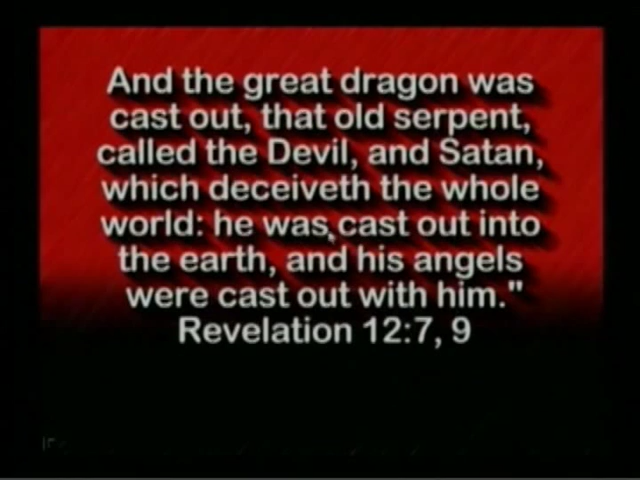 And the great dragon was
cast out, that old serpent,
called the Devil, and Satan,
which deceiveth the whole
world: he was cast out into
the earth, and his angels
were cast out with him."
Revelation 12:7, 9